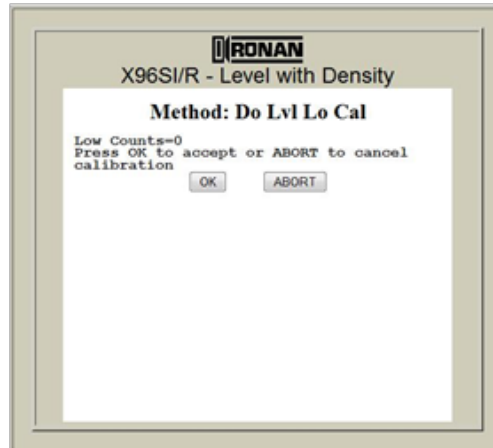 RONAN
X96SI/R - Level with Density
Method: Do Lvl Lo Cal
Low Counts=0
Press OK to accept or ABORT to cancel
calibration
OK ABORT